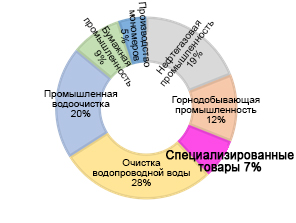 Нефтегазовая
промышленность
19%
Горнодобывающая
промышленность
12%
Специализированные
товары 7%
Очистка
водопроводной воды
28%
Промышленная
водоочистка
20%
Бумажная
промышленность
9%
Производство
мономеров
5%